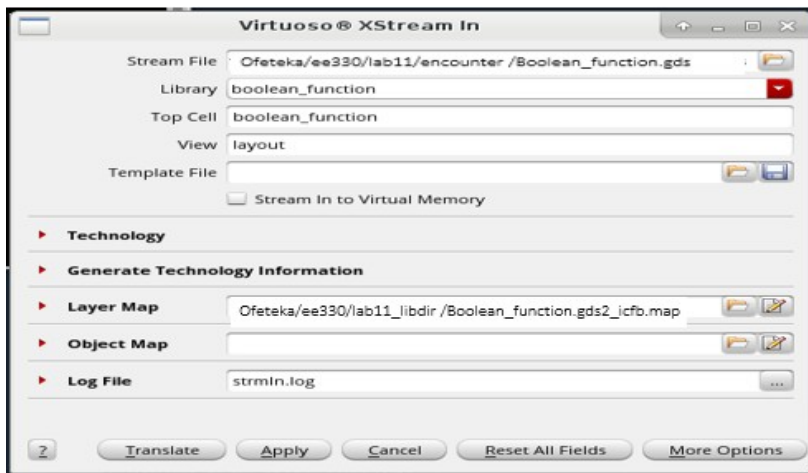 Virtuoso® XStream In
Stream File Ofeteka/ee330/lab11/encounter /Boolean_function.gds
Library boolean_function
Top Cell boolean_function
View layout
Template File
Stream In to Virtual Memory
Technology
Generate Technology Information
Layer Map Ofeteka/ee330/lab11_libdir /Boolean_function.gds2_icfb.map
Object Map
Log File strmIn.log ...
? Translate Apply Cancel Reset All Fields More Options